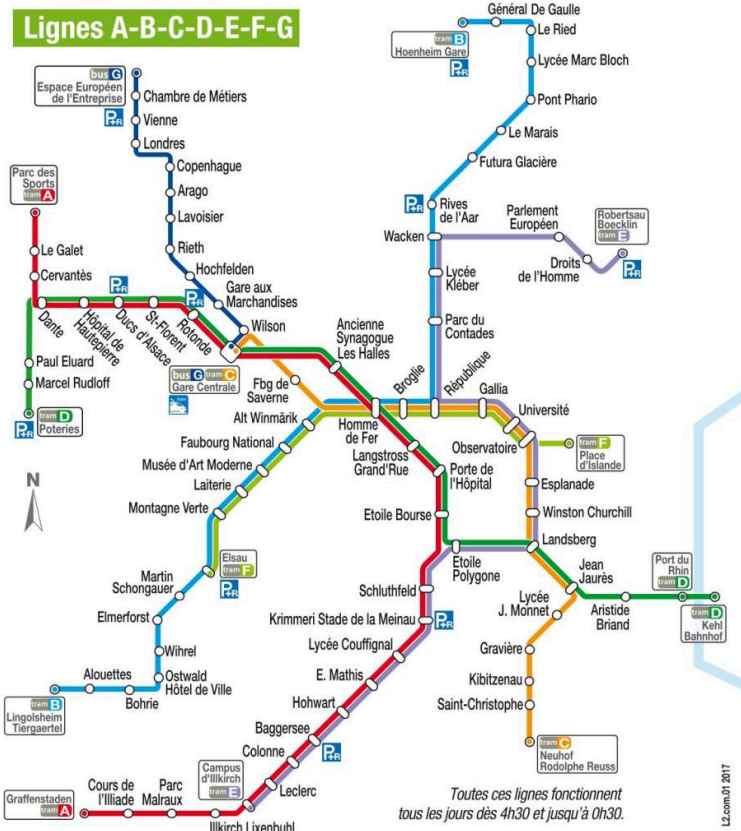 Lignes A-B-C-D-E-F-G
bus G
Espace Européen
de l'Entreprise
P+R
Chambre de Métiers
Vienne
Londres
Copenhague
Arago
Lavoisier
Rieth
Hochfelden
Gare aux
Marchandises
Wilson
tram B
Hoenheim Gare
P+R
Général De Gaulle
Le Ried
Lycée Marc Bloch
Pont Phario
Le Marais
Futura Glacière
P+R
Rives
de l'Aar
Wacken
Parlement
Européen
Robertsau
Boecklin
tram E
P+R
Droits
de l'Homme
Lycée
Kléber
Parc du
Contades
Parc des
Sports
tram A
Le Galet
Cervantès
P+R
P+R
Dante
Hôpital de
Hautepierre
Ducs d'Alsace
St-Florent
Rotonde
Paul Eluard
Marcel Rudloff
P+R
tram D
Poteries
bus G tram C
Gare Centrale
Ancienne
Synagogue
Les Halles
Fbg de
Saverne
Broglie
République
Gallia
Université
Alt Winmärik
Homme
de Fer
Observatoire
tram F
Place
d'Islande
Faubourg National
Musée d'Art Moderne
Laiterie
Montagne Verte
Langstross
Grand'Rue
Porte de
l'Hôpital
Esplanade
Winston Churchill
Etoile Bourse
Landsberg
N
Elsau
tram F
P+R
Etoile
Polygone
Jean
Jaurès
Port du
Rhin
tram D
Martin
Schongauer
Schluthfeld
Lycée
J. Monnet
Aristide
Briand
tram D
Kehl
Bahnhof
Elmerforst
Krimmeri Stade de la Meinau
P+R
Wihrel
Lycée Couffignal
Gravière
Alouettes
Ostwald
Hôtel de Ville
E. Mathis
Kibitzenau
tram B
Lingolsheim
Tiergaertel
Bohrie
Hohwart
Saint-Christophe
Baggersee
P+R
tram C
Neuhof
Rodolphe Reuss
Colonne
Campus
d'Illkirch
tram E
Leclerc
Graffenstaden
tram A
Cours de
l'Illiade
Parc
Malraux
Illkirch Lixenbuhl
Toutes ces lignes fonctionnent
tous les jours dès 4h30 et jusqu'à 0h30.
L2.com.01 2017